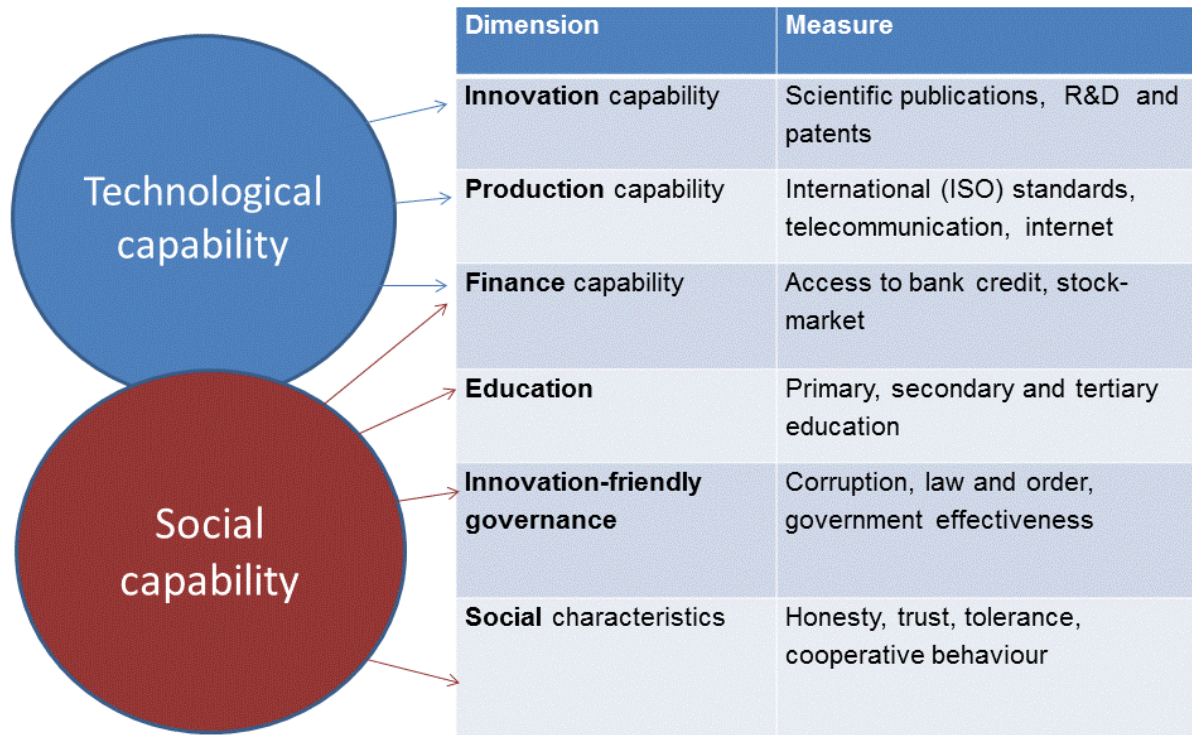 Technological
capability
Social
capability
Dimension
Measure
Innovation capability
Scientific publications, R&D and
patents
Production capability
International (ISO) standards,
telecommunication, internet
Finance capability
Access to bank credit, stock-
market
Education
Primary, secondary and tertiary
education
Innovation-friendly
governance
Corruption, law and order,
government effectiveness
Social characteristics
Honesty, trust, tolerance,
cooperative behaviour